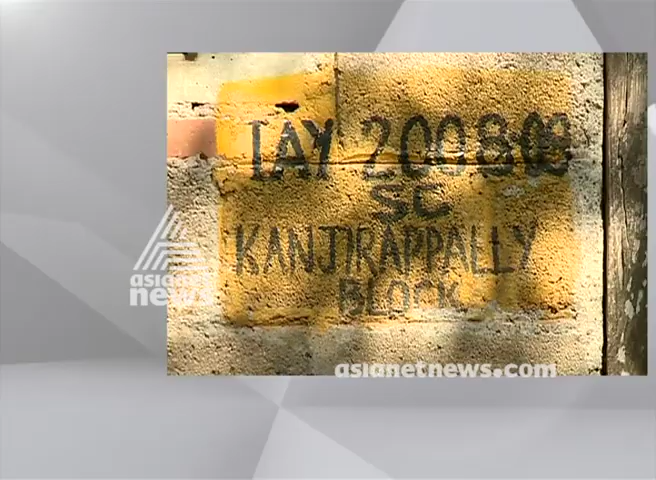 IAY 2008-09
SC
KANJIRAPPALLY
BLOCK
asianet
news
asianetnews.com